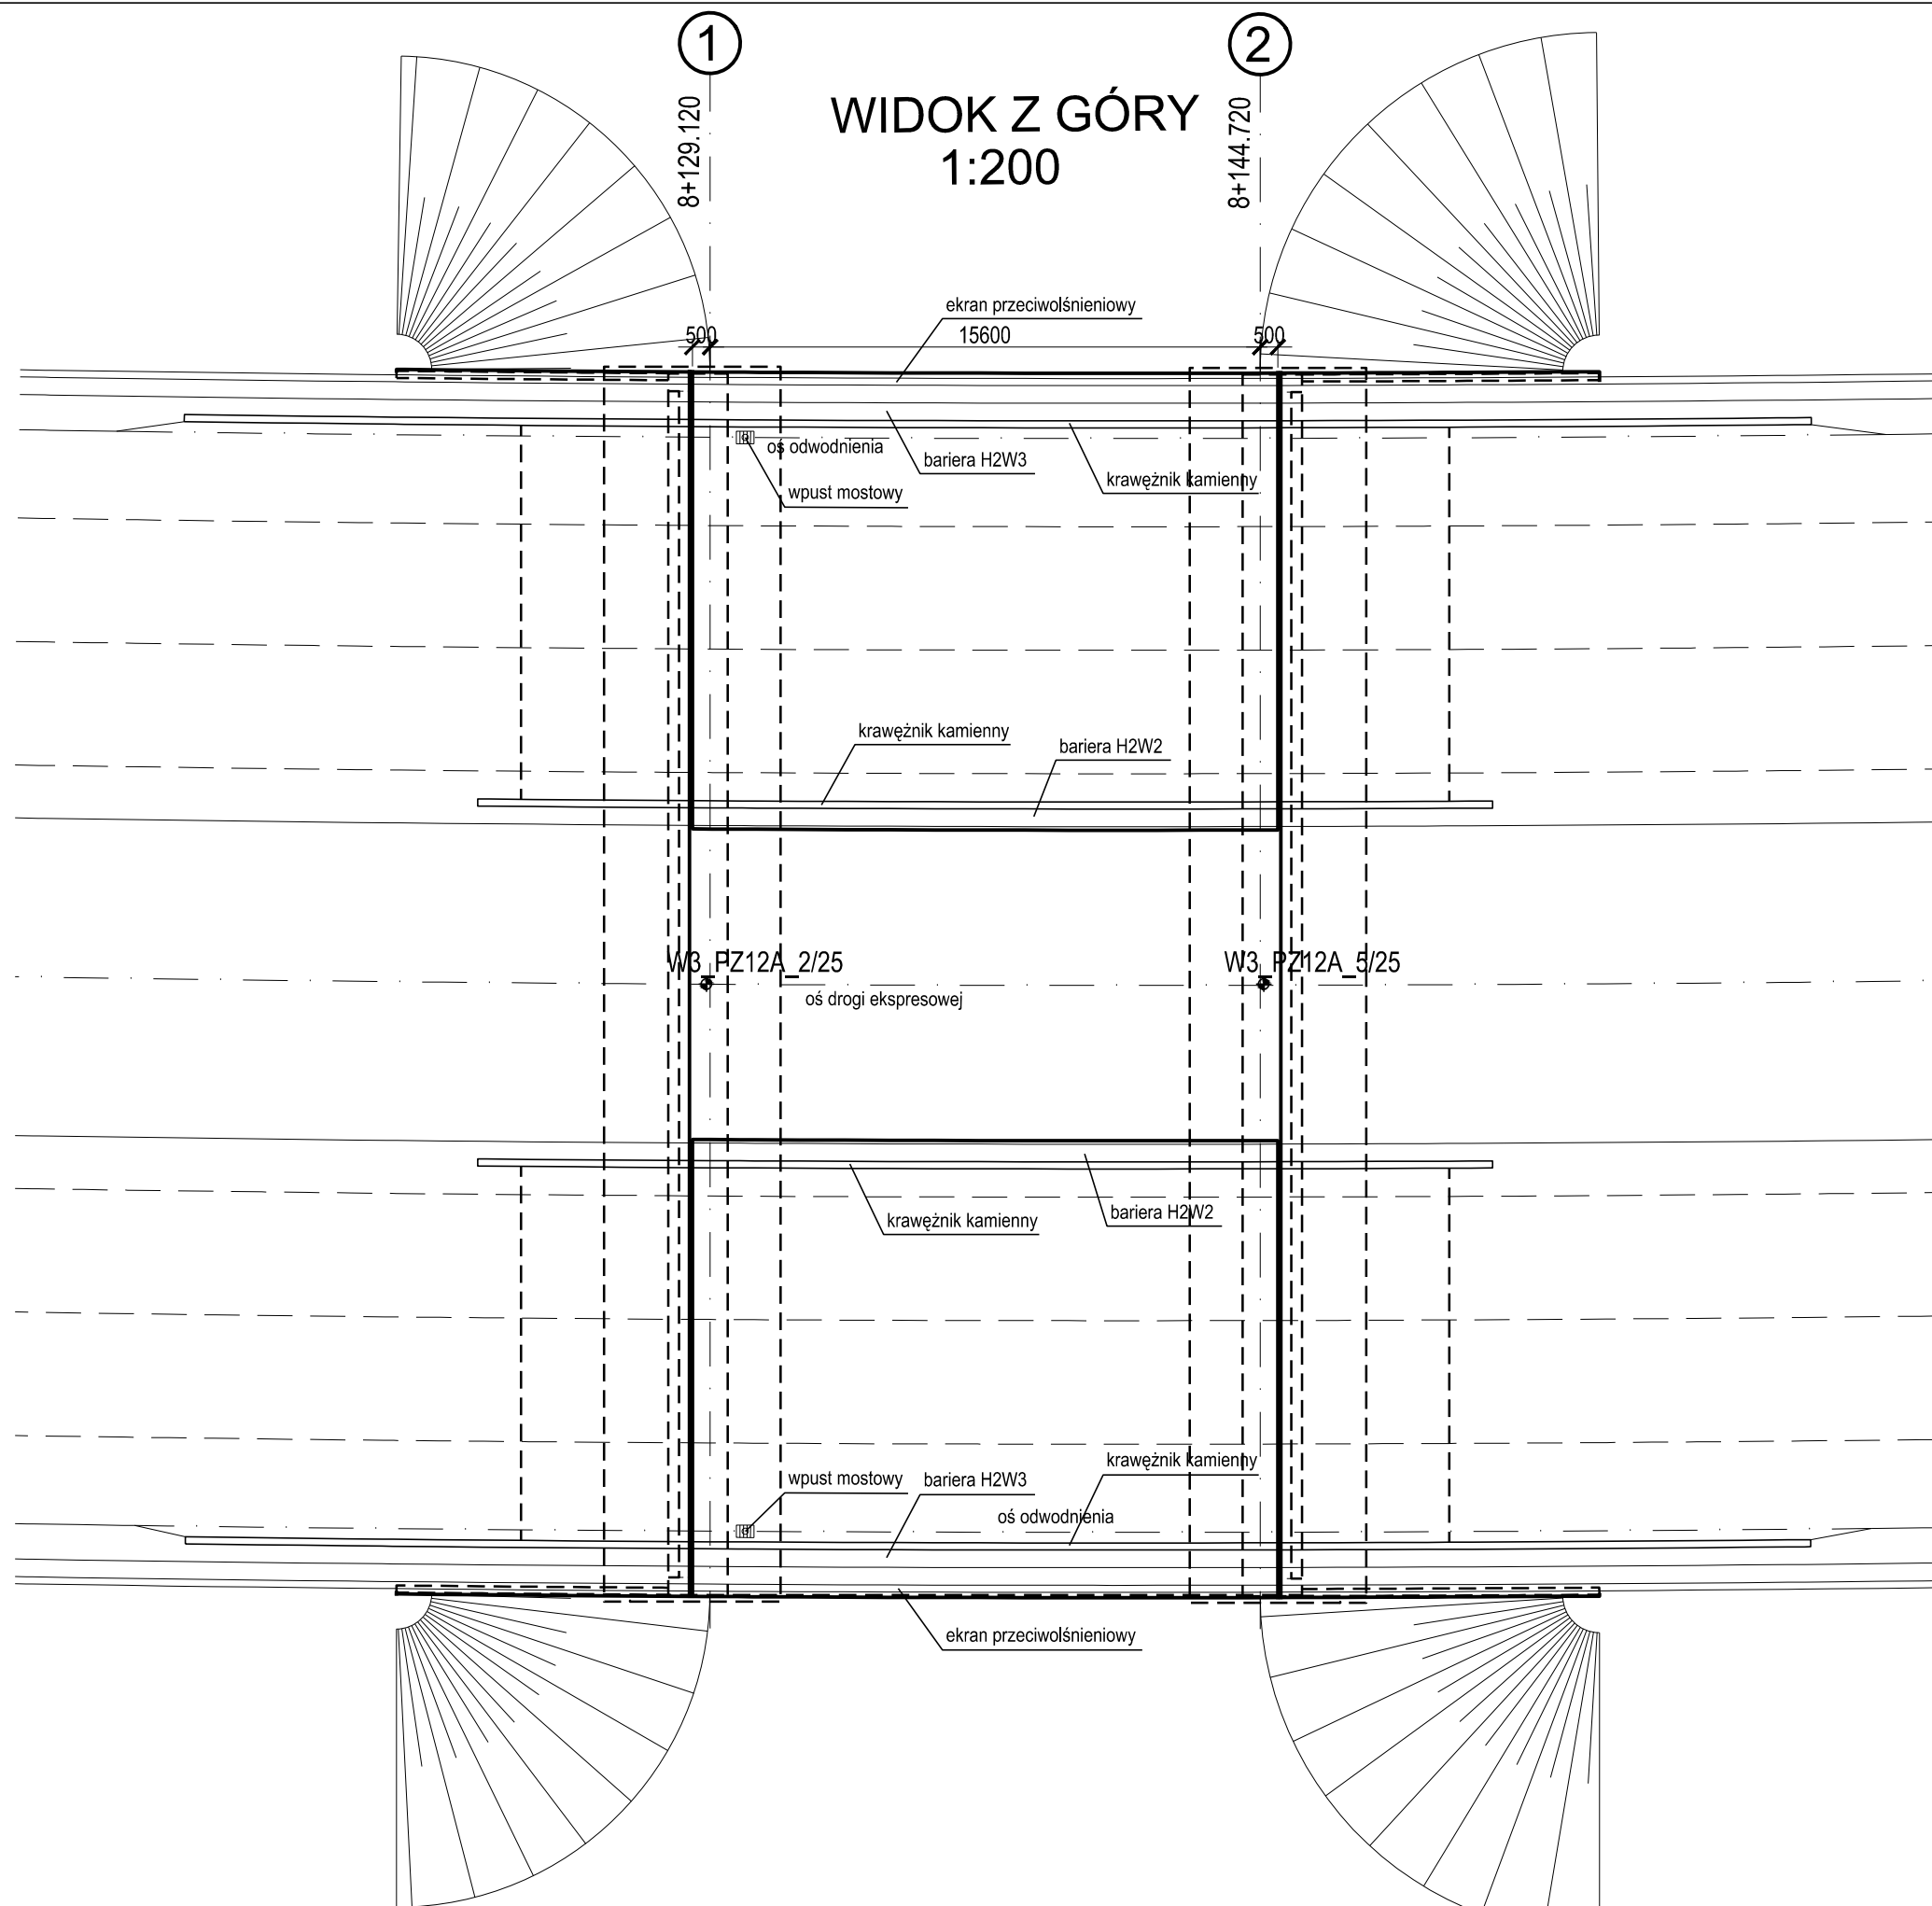 1
2
8+129.120
WIDOK Z GÓRY
1:200
8+144.720
ekran przeciwolśnieniowy
500
15600
500
oś odwodnienia
bariera H2W3
krawężnik kamienny
wpust mostowy
krawężnik kamienny
bariera H2W2
W3_PZ12A_2/25
W3_PZ12A_5/25
oś drogi ekspresowej
krawężnik kamienny
bariera H2W2
wpust mostowy
bariera H2W3
krawężnik kamienny
oś odwodnienia
ekran przeciwolśnieniowy